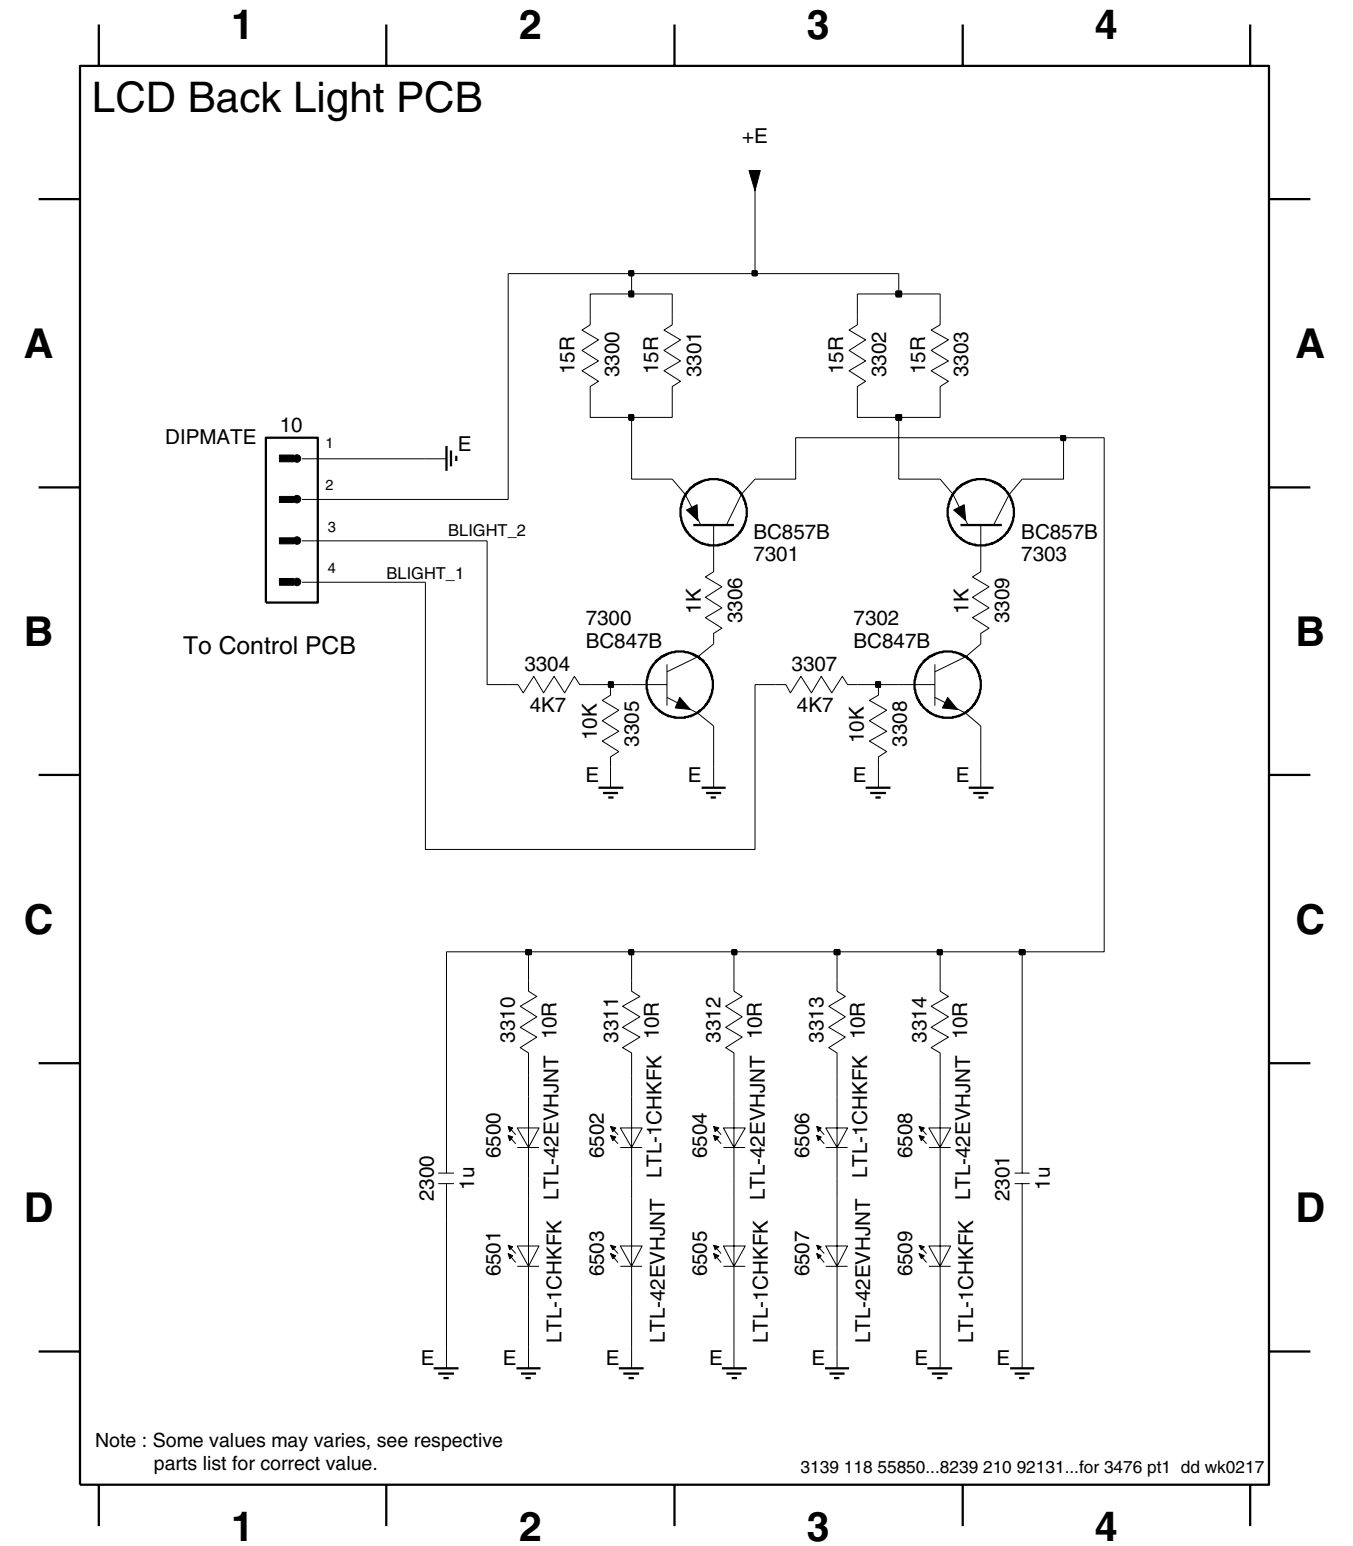 1 2 3 4
LCD Back Light PCB
+E
A A
15R 3300 15R 3301 15R 3302 15R 3303
DIPMATE 10
1 E
2
3 BLIGHT_2
4 BLIGHT_1
BC857B
7301
BC857B
7303
1K 3306 1K 3309
B B
To Control PCB
7300
BC847B
7302
BC847B
3304
4K7
3307
4K7
10K 3305 10K 3308
E E E E
C C
3310 10R 3311 10R 3312 10R 3313 10R 3314 10R
6500 LTL-42EVHJNT 6502 LTL-1CHKFK 6504 LTL-42EVHJNT 6506 LTL-1CHKFK 6508 LTL-42EVHJNT
2300 1u 2301 1u
D D
6501 LTL-1CHKFK 6503 LTL-42EVHJNT 6505 LTL-1CHKFK 6507 LTL-42EVHJNT 6509 LTL-1CHKFK
E E E E E E E
Note : Some values may varies, see respective
parts list for correct value.
3139 118 55850...8239 210 92131...for 3476 pt1 dd wk0217
1 2 3 4